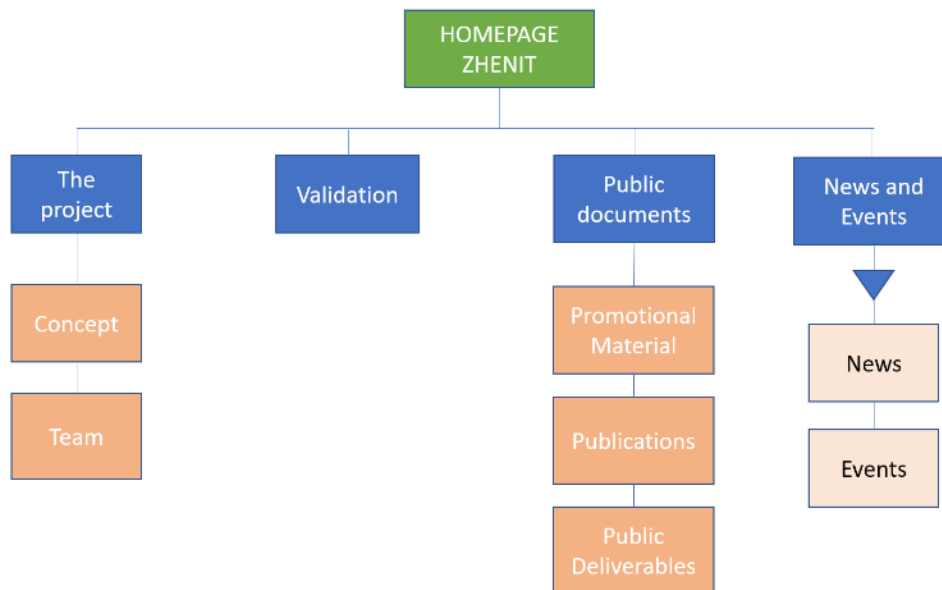 HOMEPAGE
ZHENIT
The
project
Validation
Public
documents
News and
Events
Concept
Team
Promotional
Material
Publications
Public
Deliverables
News
Events